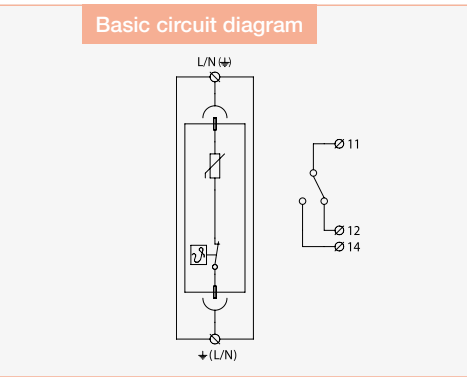 Basic circuit diagram
L/N (⏚)
11
ϑ
12
14
⏚ (L/N)